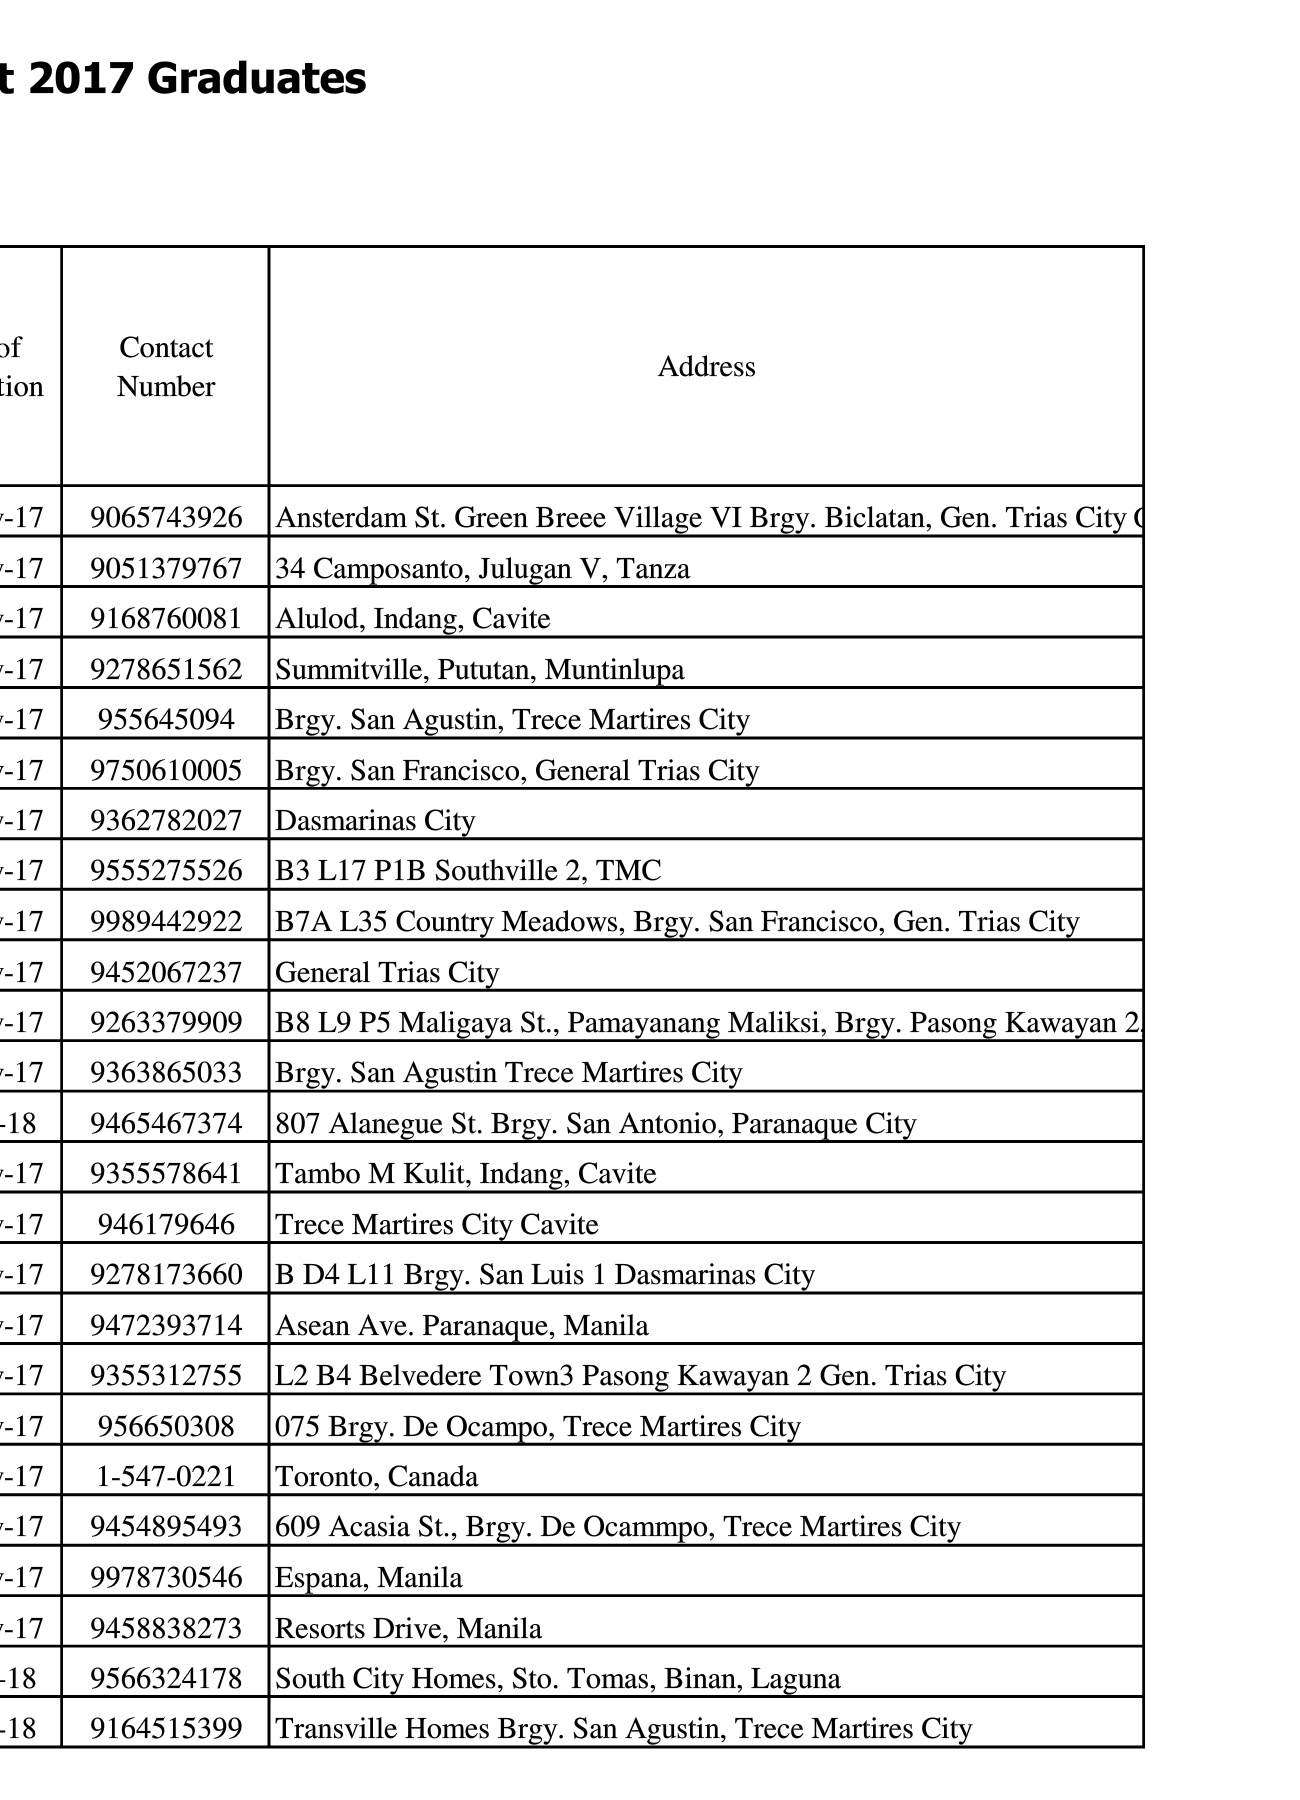 t 2017 Graduates
of
tion
Contact
Number
Address
-17 9065743926 Ansterdam St. Green Breee Village VI Brgy. Biclatan, Gen. Trias City
-17 9051379767 34 Camposanto, Julugan V, Tanza
-17 9168760081 Alulod, Indang, Cavite
-17 9278651562 Summitville, Pututan, Muntinlupa
-17 955645094 Brgy. San Agustin, Trece Martires City
-17 9750610005 Brgy. San Francisco, General Trias City
-17 9362782027 Dasmarinas City
-17 9555275526 B3 L17 P1B Southville 2, TMC
-17 9989442922 B7A L35 Country Meadows, Brgy. San Francisco, Gen. Trias City
-17 9452067237 General Trias City
-17 9263379909 B8 L9 P5 Maligaya St., Pamayanang Maliksi, Brgy. Pasong Kawayan 2,
-17 9363865033 Brgy. San Agustin Trece Martires City
-18 9465467374 807 Alanegue St. Brgy. San Antonio, Paranaque City
-17 9355578641 Tambo M Kulit, Indang, Cavite
-17 946179646 Trece Martires City Cavite
-17 9278173660 B D4 L11 Brgy. San Luis 1 Dasmarinas City
-17 9472393714 Asean Ave. Paranaque, Manila
-17 9355312755 L2 B4 Belvedere Town3 Pasong Kawayan 2 Gen. Trias City
-17 956650308 075 Brgy. De Ocampo, Trece Martires City
-17 1-547-0221 Toronto, Canada
-17 9454895493 609 Acasia St., Brgy. De Ocammpo, Trece Martires City
-17 9978730546 Espana, Manila
-17 9458838273 Resorts Drive, Manila
-18 9566324178 South City Homes, Sto. Tomas, Binan, Laguna
-18 9164515399 Transville Homes Brgy. San Agustin, Trece Martires City